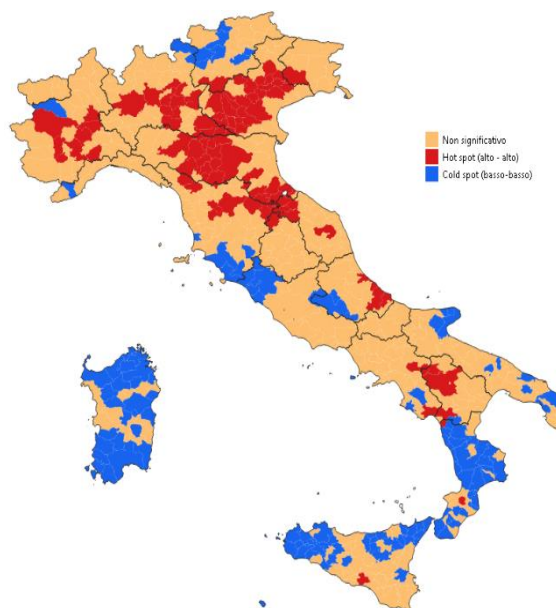 Non significativo
Hot spot (alto - alto)
Cold spot (basso-basso)